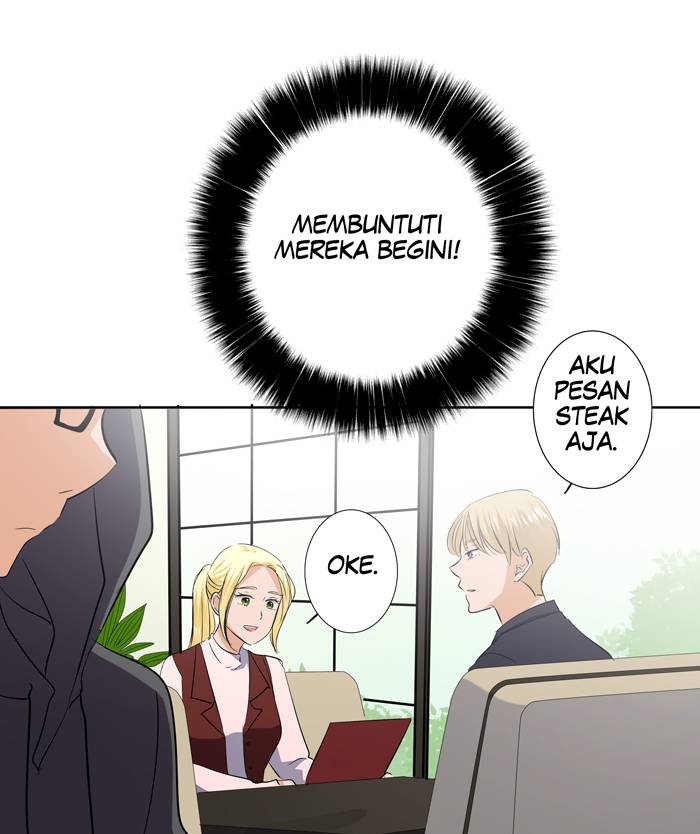 MEMBUNTUTI
MEREKA BEGINI!
AKU
PESAN
STEAK
AJA.
OKE.